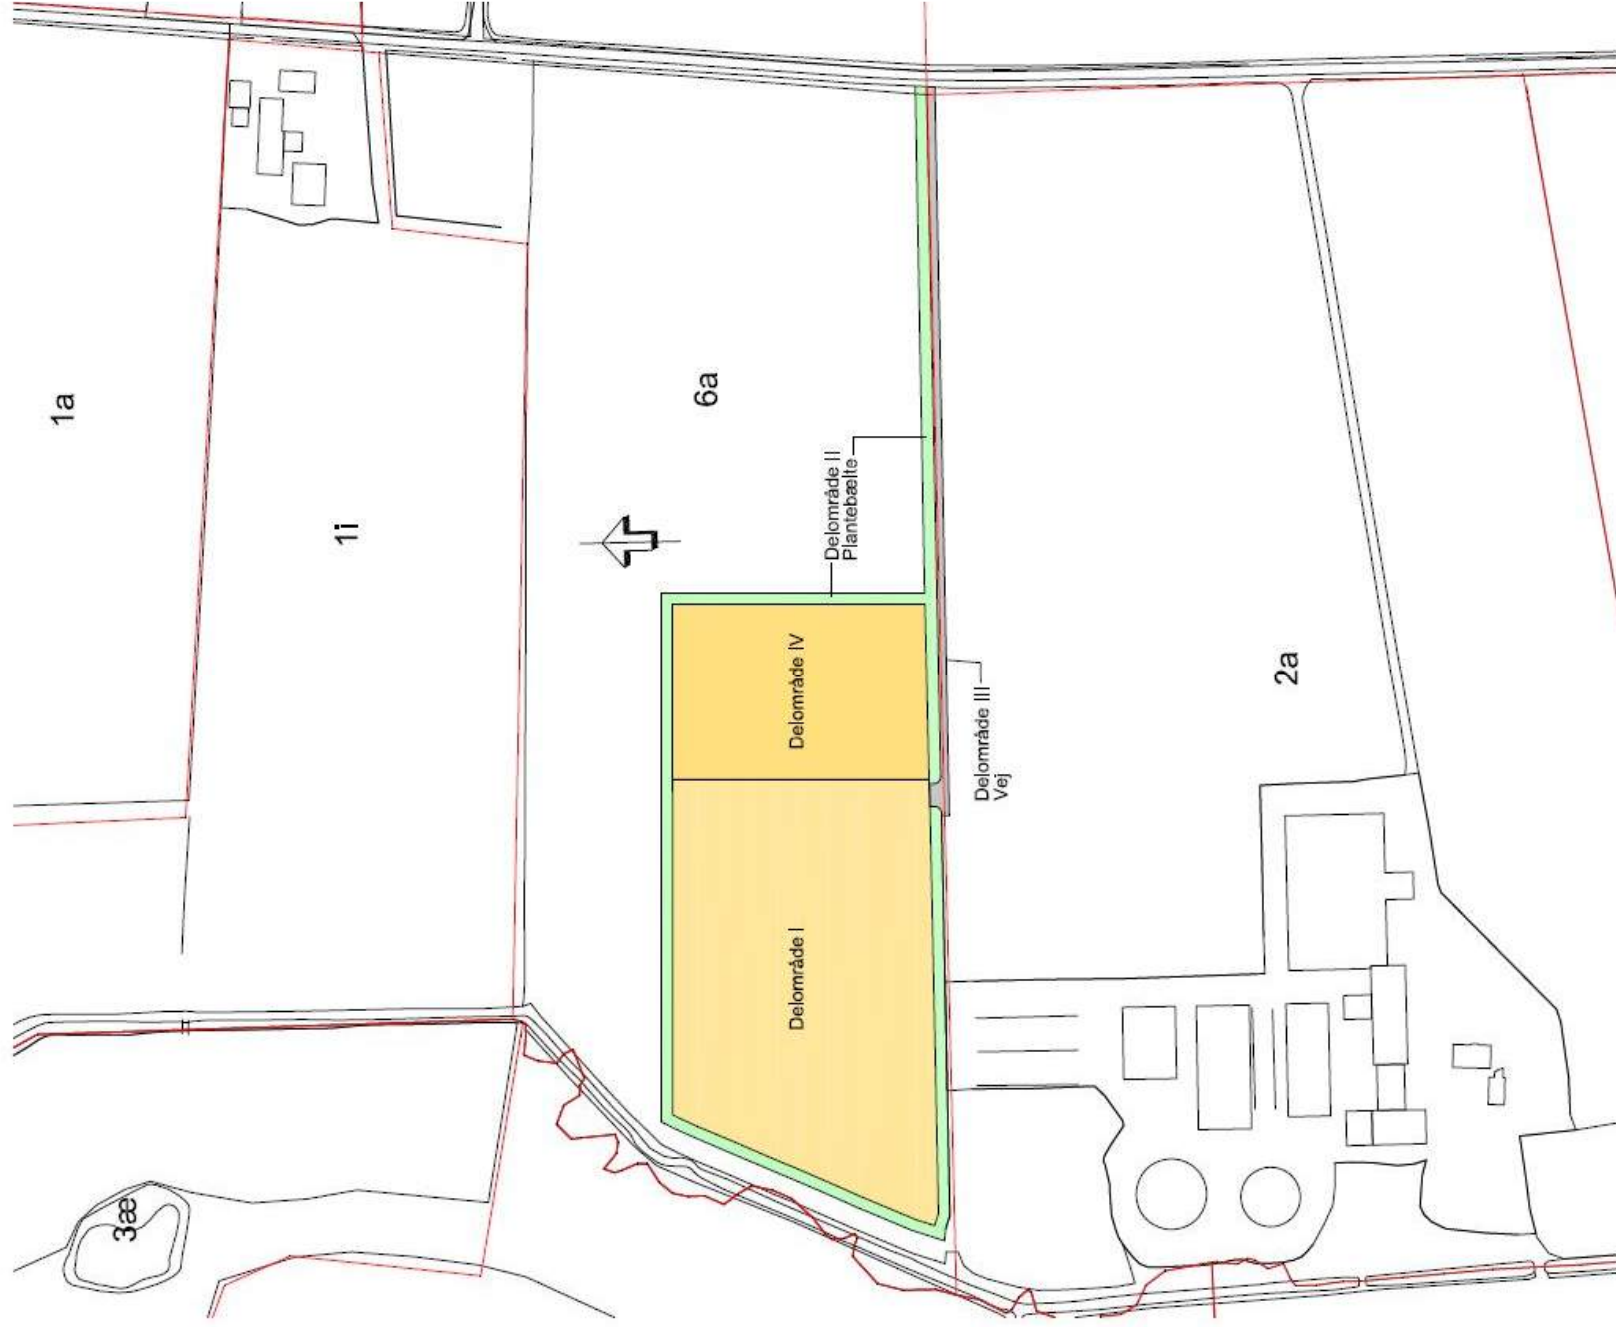 1a
1i
6a
Delområde II
Plantebælte
Delområde IV
Delområde III
Vej
2a
Delområde I
3æ